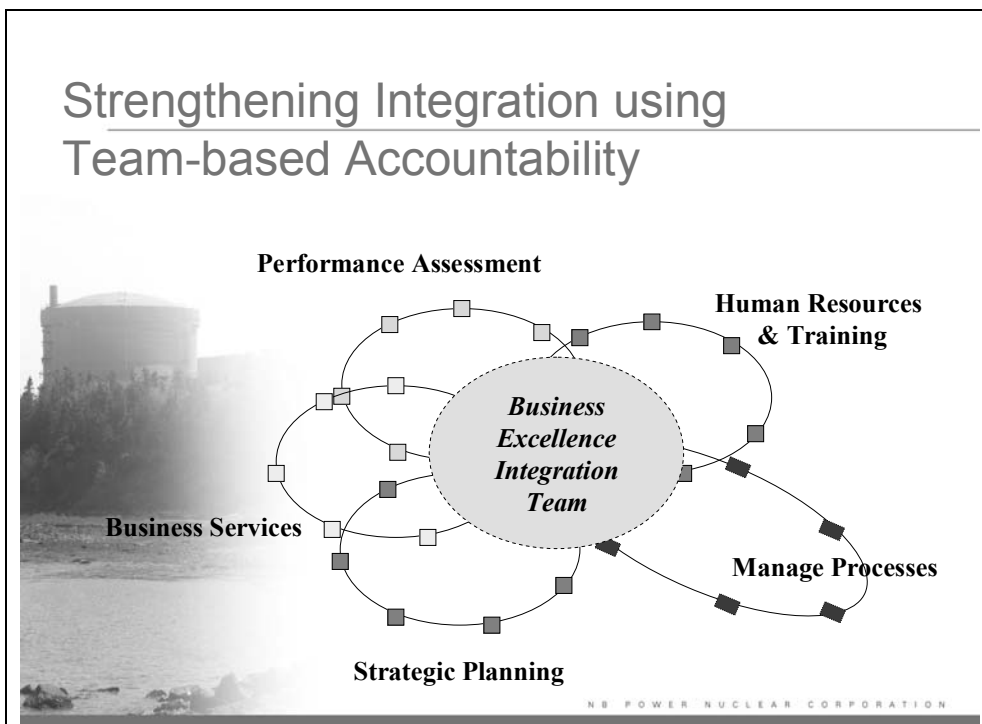 Strengthening Integration using
Team-based Accountability
Performance Assessment
Human Resources
& Training
Business
Excellence
Integration
Team
Business Services
Manage Processes
Strategic Planning
NB POWER NUCLEAR CORPORATION